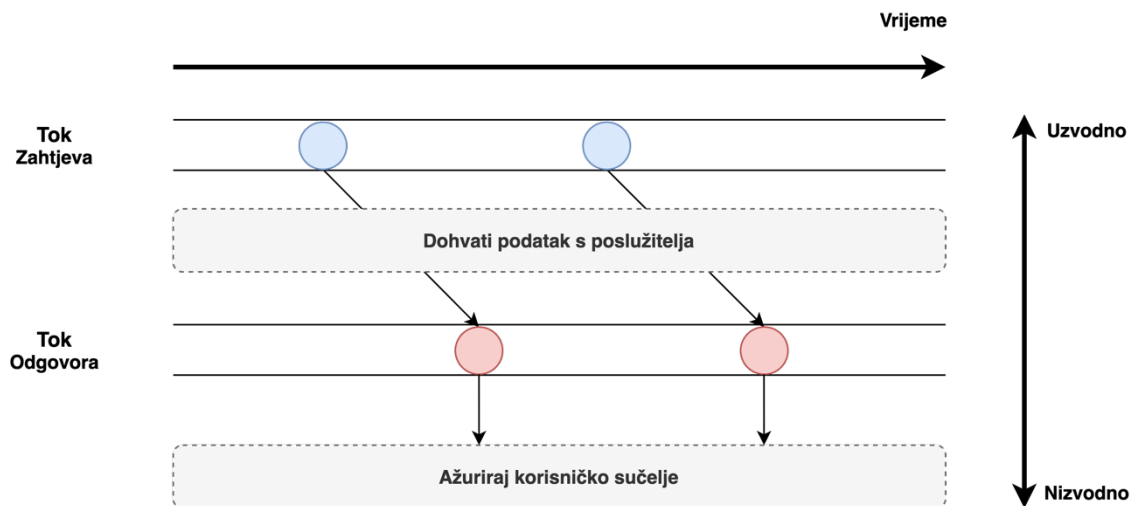 Vrijeme
Tok
Zahtjeva
Uzvodno
Dohvati podatak s poslužitelja
Tok
Odgovora
Ažuriraj korisničko sučelje
Nizvodno